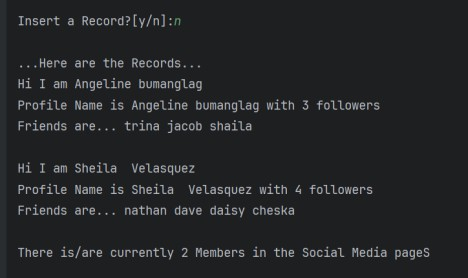 Insert a Record?[y/n]:n
...Here are the Records...
Hi I am Angeline bumanglag
Profile Name is Angeline bumanglag with 3 followers
Friends are... trina jacob shaila
Hi I am Sheila  Velasquez
Profile Name is Sheila  Velasquez with 4 followers
Friends are... nathan dave daisy cheska
There is/are currently 2 Members in the Social Media pageS